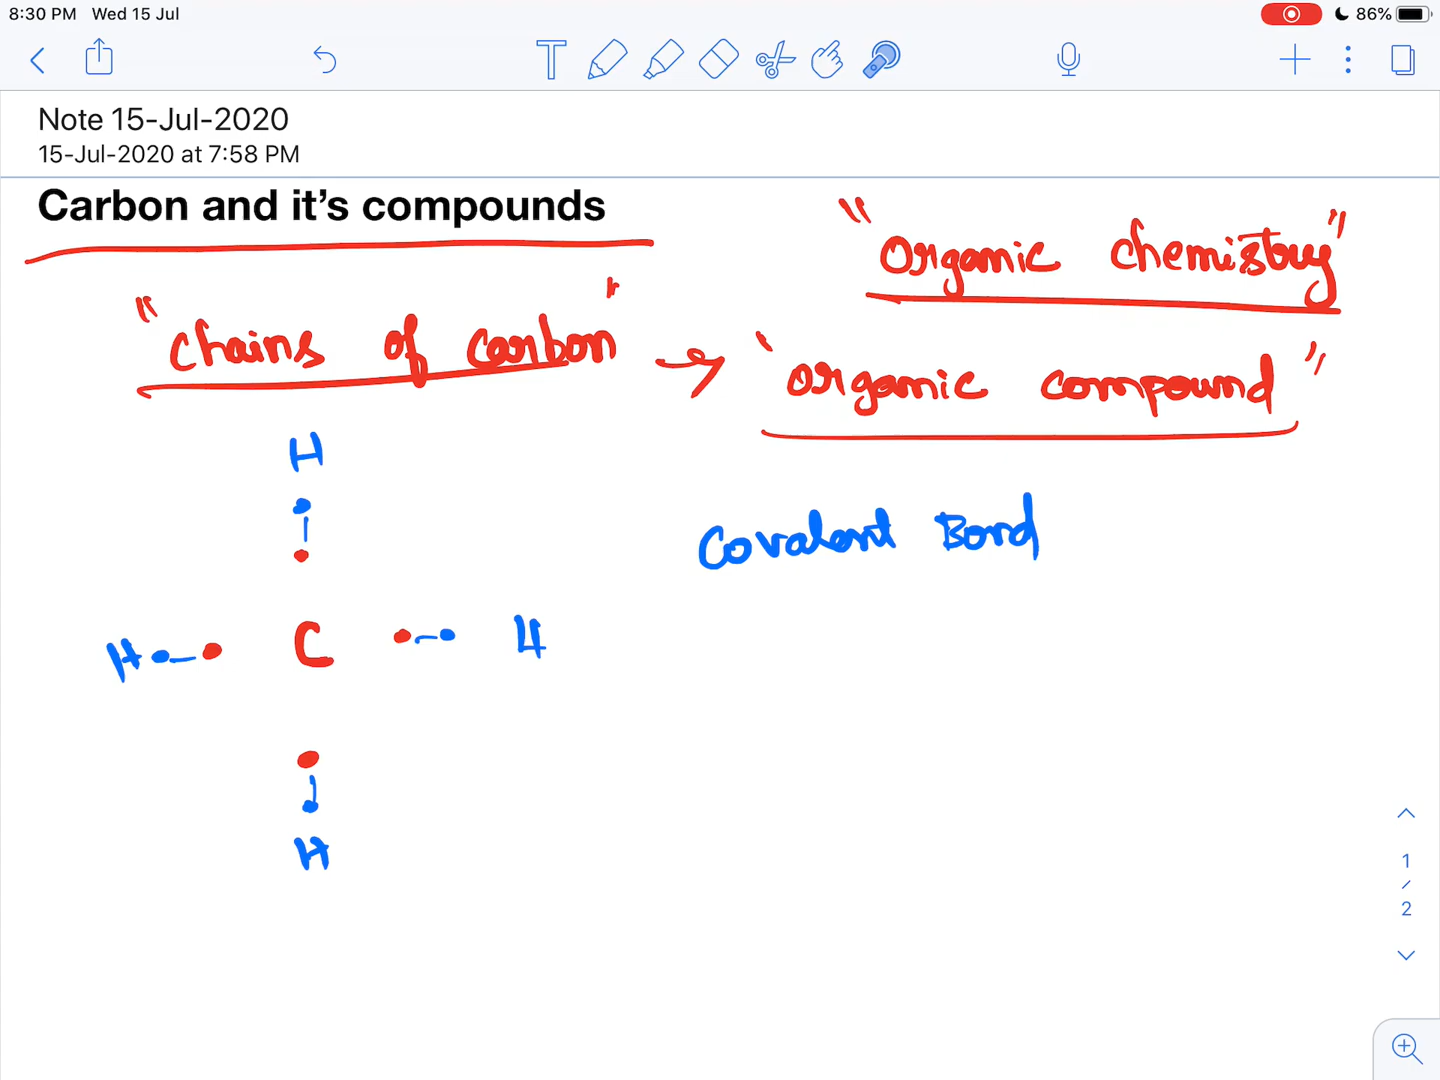 8:30 PM Wed 15 Jul 86%
Note 15-Jul-2020
15-Jul-2020 at 7:58 PM
Carbon and it's compounds
"organic chemistry"
"chains of carbon" → "organic compound"
H
Covalent Bond
H C H
H
1
/
2